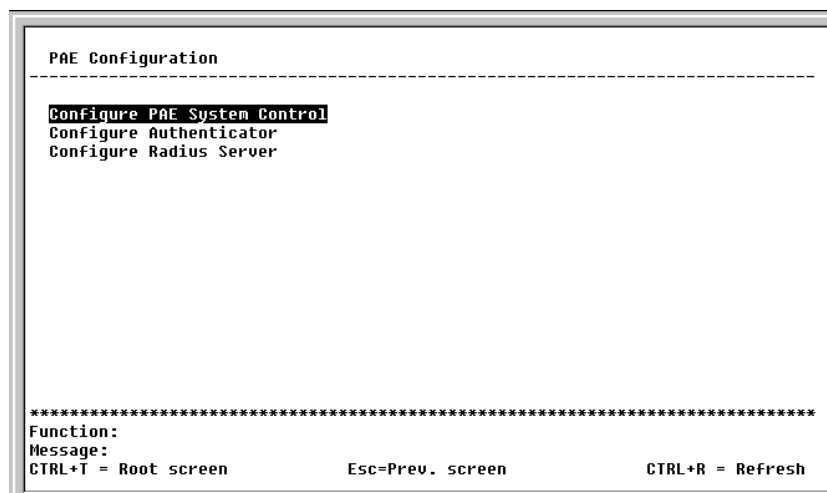 PAE Configuration
-------------------------------------------------------------------------------
Configure PAE System Control
Configure Authenticator
Configure Radius Server
*******************************************************************************
Function:
Message:
CTRL+T = Root screen Esc=Prev. screen CTRL+R = Refresh